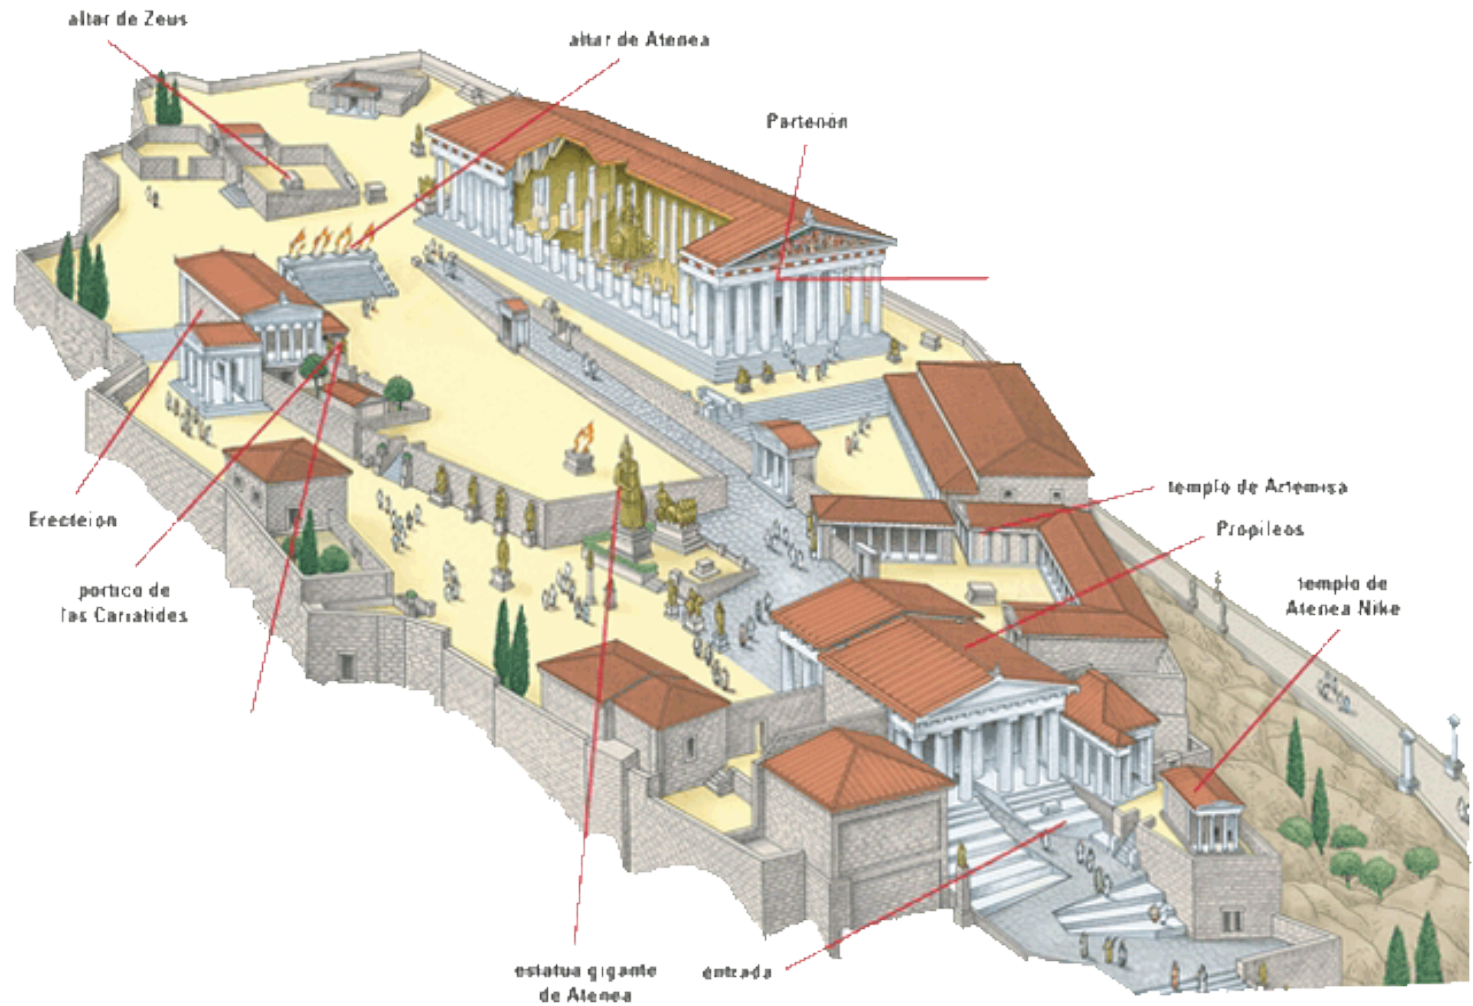 altar de Zeus
altar de Atenea
Partenón
templo de Artemisa
Propileos
Erecteion
templo de
Atenea Nike
portico de
las Cariatides
estatua gigante
de Atenea
entrada